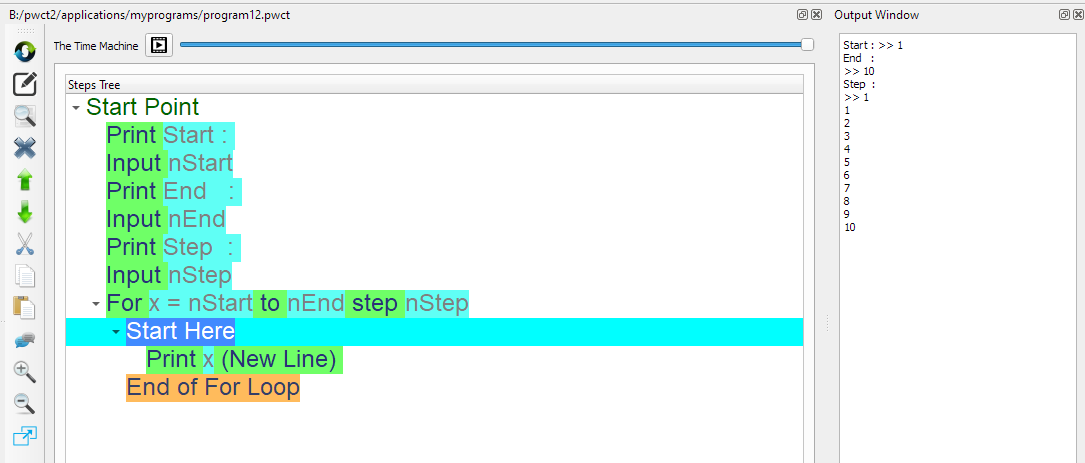 B:/pwct2/applications/myprograms/program12.pwct
The Time Machine
Steps Tree
Start Point
Print Start :
Input nStart
Print End :
Input nEnd
Print Step :
Input nStep
For x = nStart to nEnd step nStep
Start Here
Print x (New Line)
End of For Loop
Output Window
Start : >> 1
End :
>> 10
Step :
>> 1
1
2
3
4
5
6
7
8
9
10